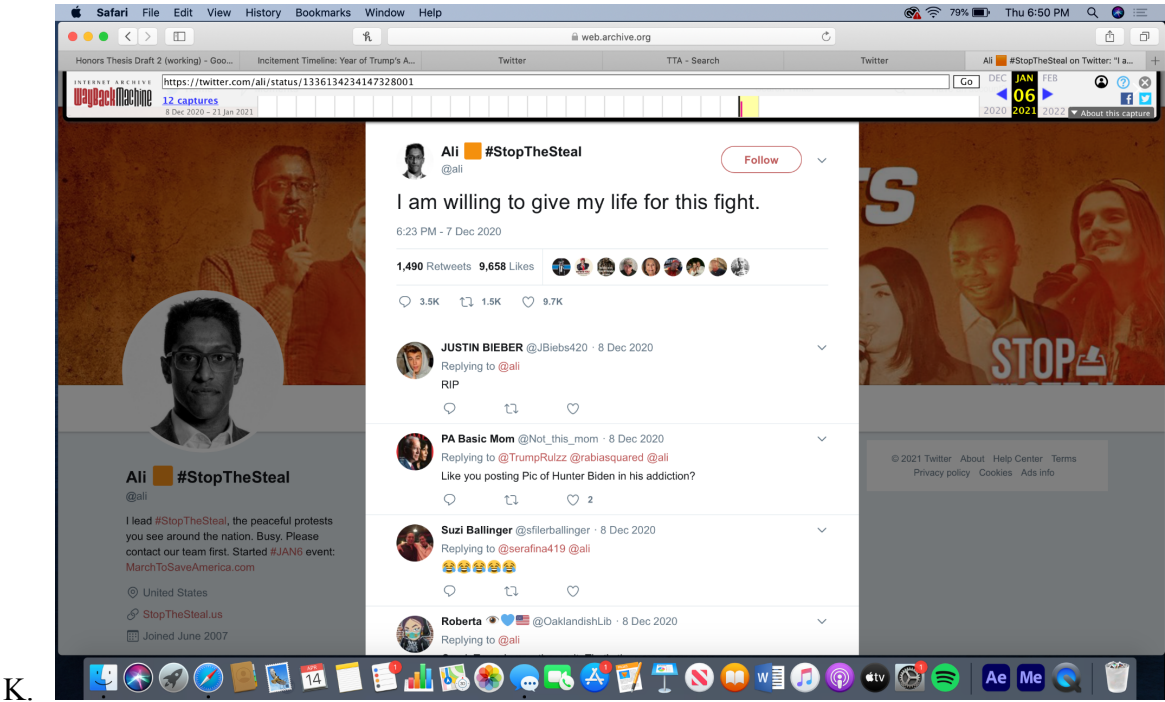 Safari File Edit View History Bookmarks Window Help 79% Thu 6:50 PM
web.archive.org
Honors Thesis Draft 2 (working) - Goo... Incitement Timeline: Year of Trump's A... Twitter TTA - Search Twitter Ali 🟧 #StopTheSteal on Twitter: "I a...
INTERNET ARCHIVE https://twitter.com/ali/status/1336134234147328001 Go DEC JAN FEB
WayBackMachine 12 captures 06
8 Dec 2020 – 21 Jan 2021 2020 2021 2022 About this capture
Ali 🟧 #StopTheSteal
@ali
Follow
I am willing to give my life for this fight.
6:23 PM - 7 Dec 2020
1,490 Retweets 9,658 Likes
3.5K 1.5K 9.7K
JUSTIN BIEBER @JBiebs420 · 8 Dec 2020
Replying to @ali
RIP
PA Basic Mom @Not_this_mom · 8 Dec 2020
Replying to @TrumpRulzz @rabiasquared @ali
Like you posting Pic of Hunter Biden in his addiction?
2
Suzi Ballinger @sfilerballinger · 8 Dec 2020
Replying to @serafina419 @ali
😂😂😂😂😂
Roberta 👁💙🇺🇸 @OaklandishLib · 8 Dec 2020
Replying to @ali
Ali 🟧 #StopTheSteal
@ali
I lead #StopTheSteal, the peaceful protests
you see around the nation. Busy. Please
contact our team first. Started #JAN6 event:
MarchToSaveAmerica.com
United States
StopTheSteal.us
Joined June 2007
STOP
© 2021 Twitter About Help Center Terms
Privacy policy Cookies Ads info
APR
14
1
1
1
tv
Ae Me
K.